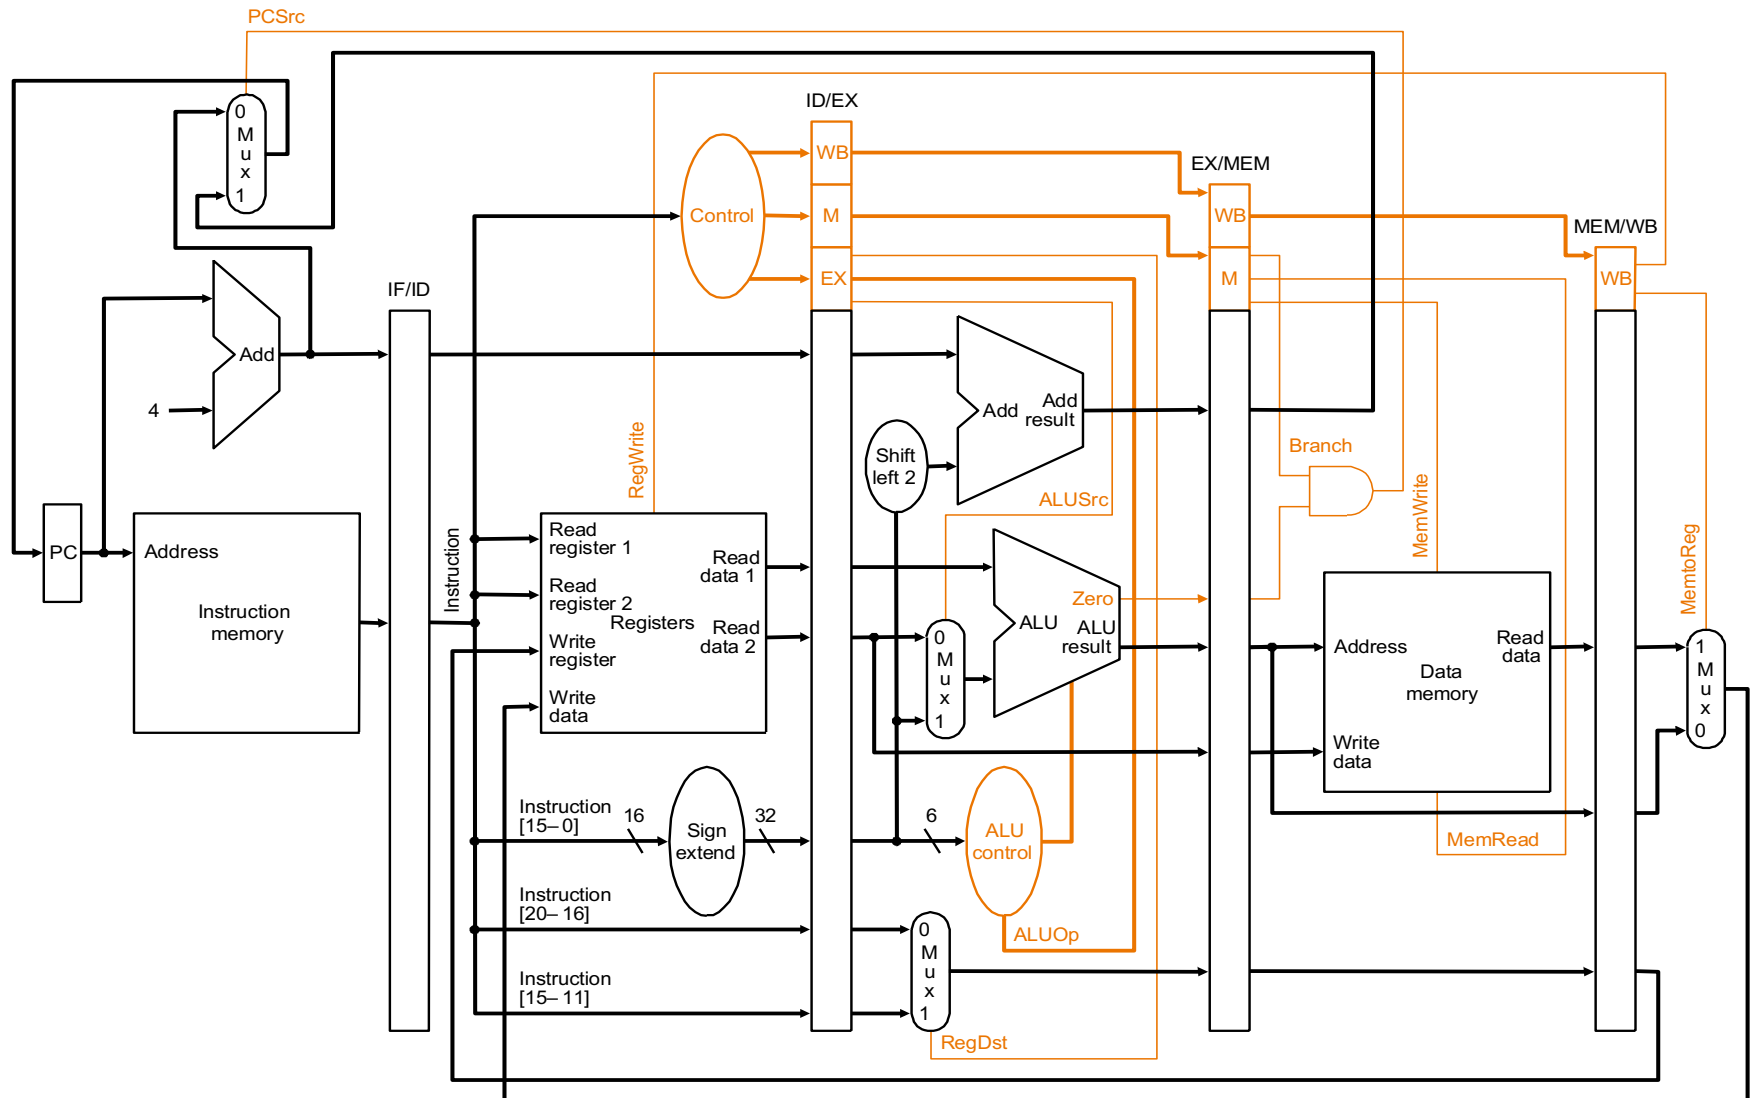 PCSrc
0
M
u
x
1
ID/EX
WB
M
EX
Control
EX/MEM
WB
M
MEM/WB
WB
IF/ID
Add
4
Add
Add
result
Shift
left 2
RegWrite
ALUSrc
Branch
MemWrite
MemtoReg
PC
Address
Instruction
memory
Instruction
Read
register 1
Read
register 2
Write
register
Write
data
Registers
Read
data 1
Read
data 2
0
M
u
x
1
Zero
ALU
ALU
result
Address
Read
data
Data
memory
Write
data
1
M
u
x
0
Instruction
[15–0]
16
Sign
extend
32
6
ALU
control
MemRead
Instruction
[20–16]
Instruction
[15–11]
0
M
u
x
1
ALUOp
RegDst